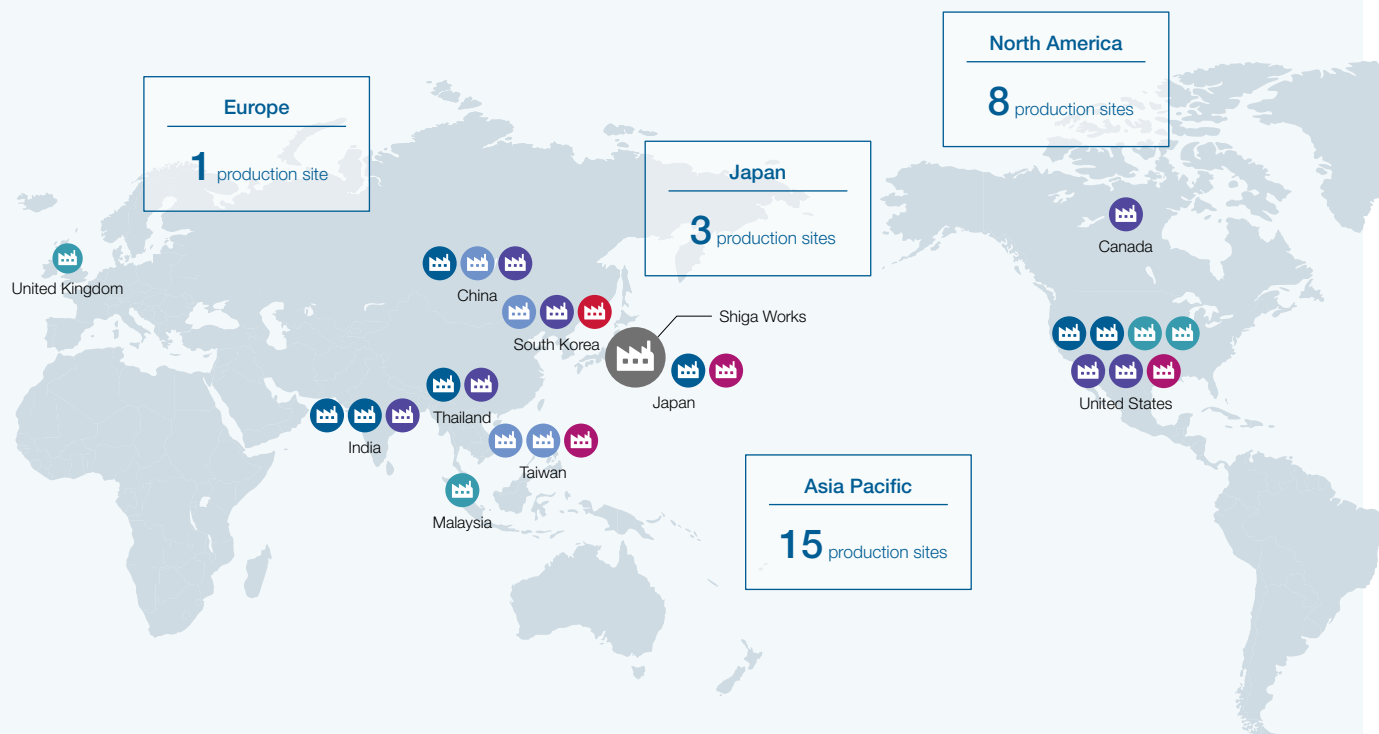 North America
8 production sites
Europe
1 production site
Japan
3 production sites
Canada
United Kingdom
China
Shiga Works
South Korea
Japan
United States
Thailand
India
Taiwan
Asia Pacific
15 production sites
Malaysia